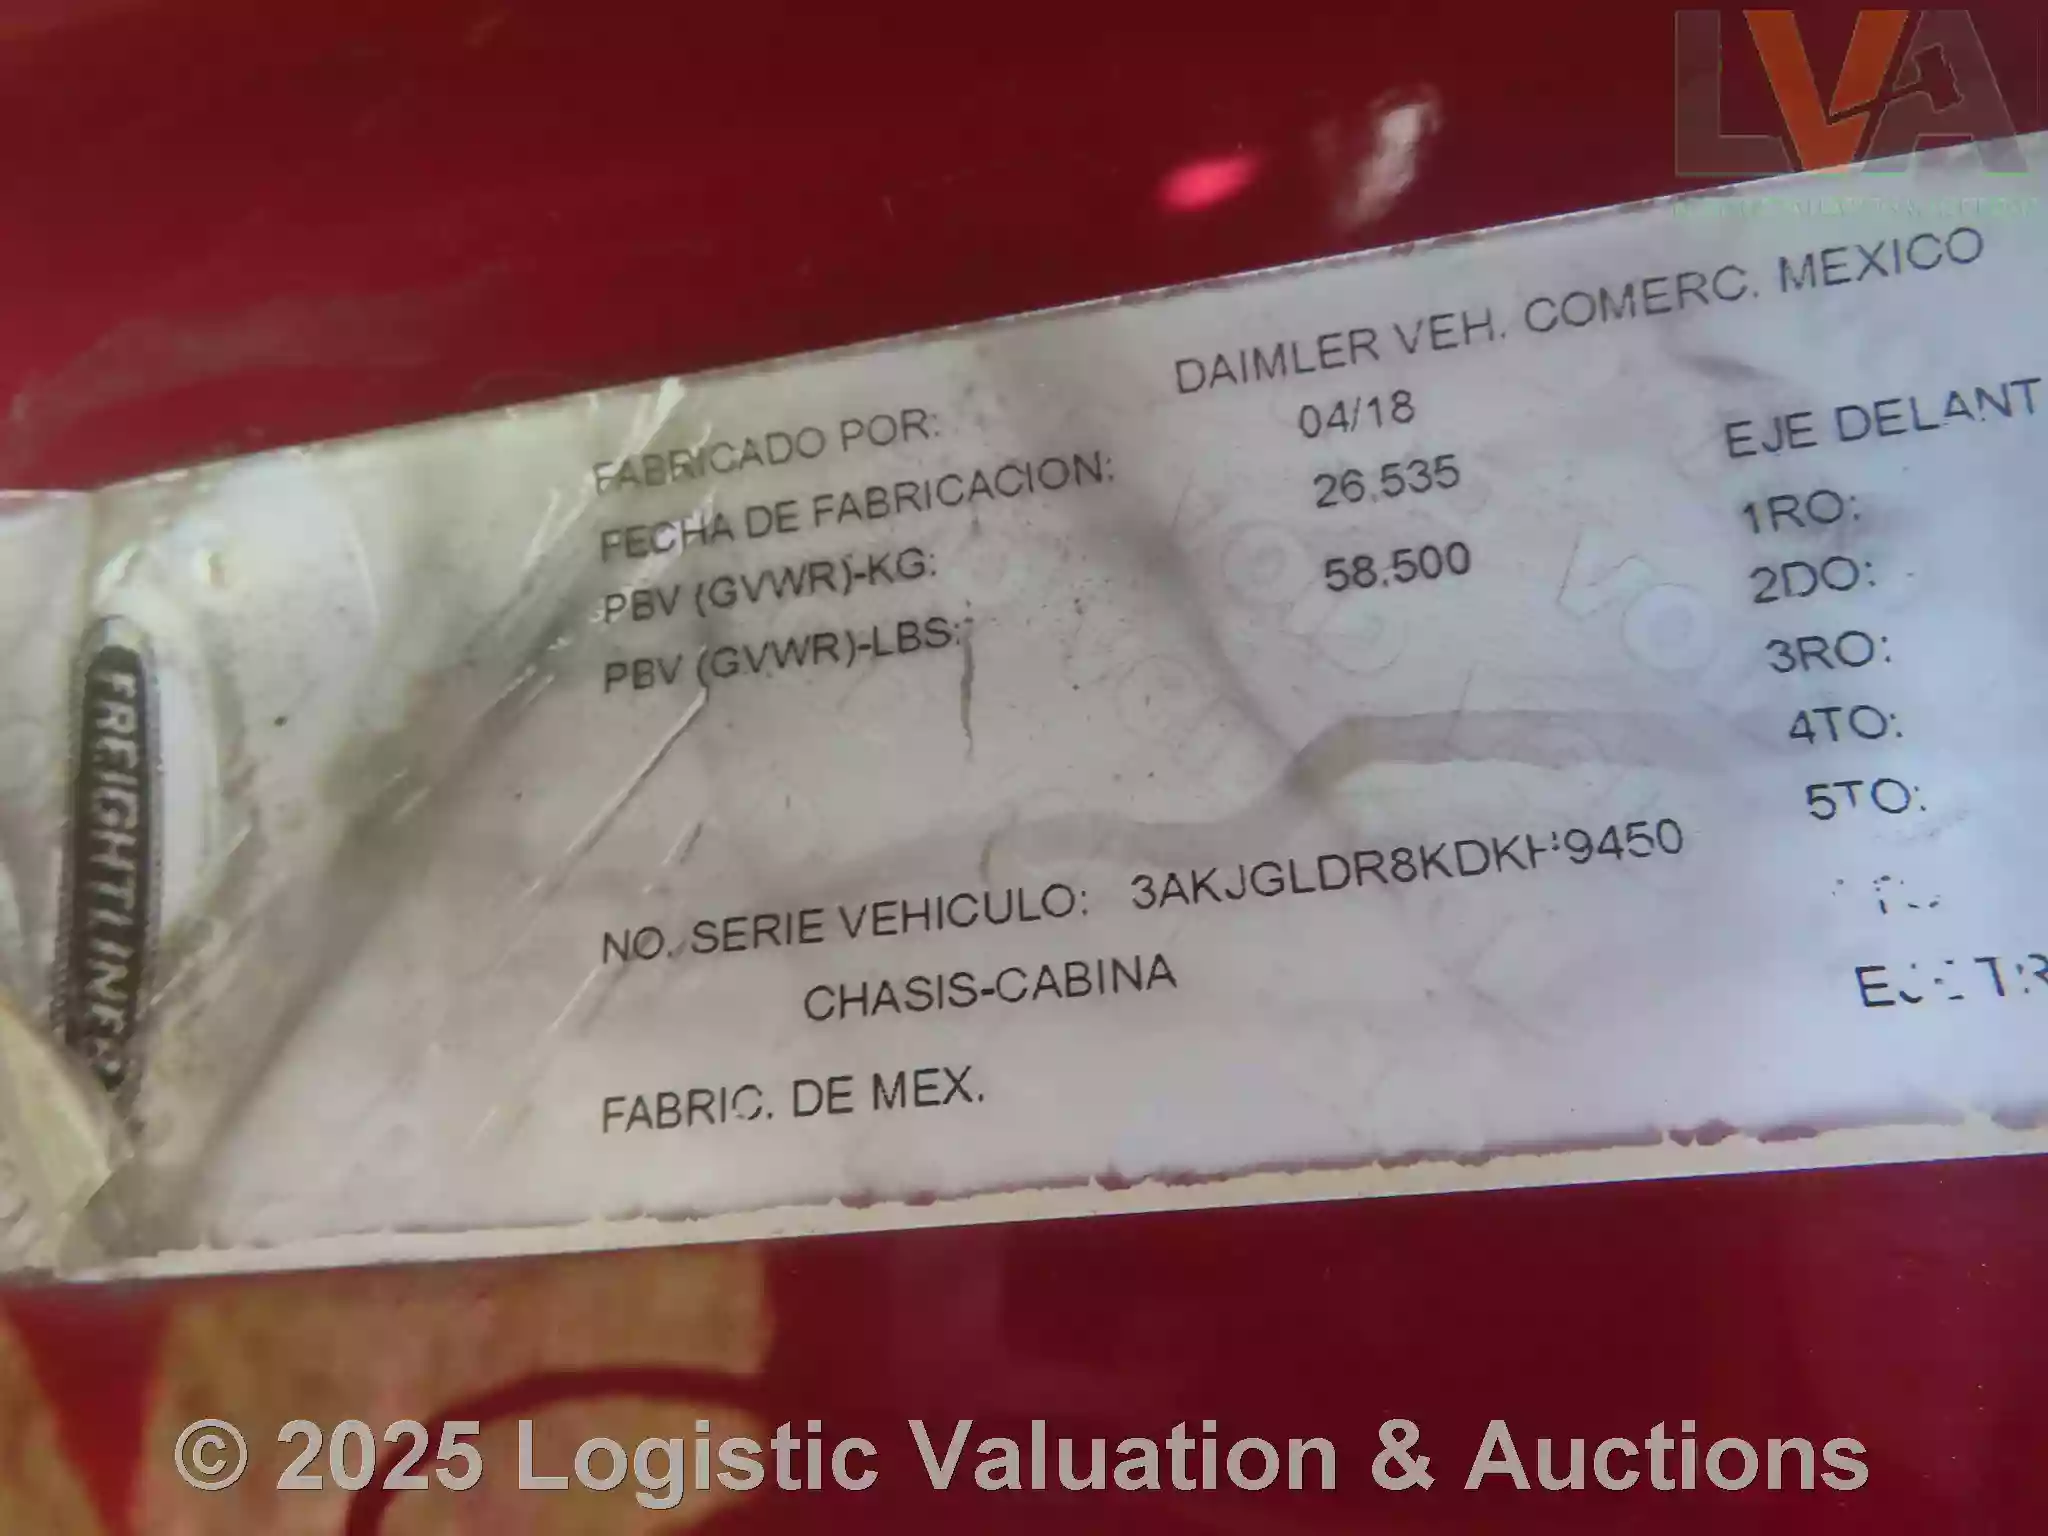 LVA
DAIMLER VEH. COMERC. MEXICO
FABRICADO POR:
04/18
FECHA DE FABRICACION:
26.535
PBV (GVWR)-KG:
58.500
PBV (GVWR)-LBS:
EJE DELANT
1RO:
2DO:
3RO:
4TO:
5TO:
FREIGHTLINER
NO. SERIE VEHICULO:
CHASIS-CABINA
FABRIC. DE MEX.
© 2025 Logistic Valuation & Auctions